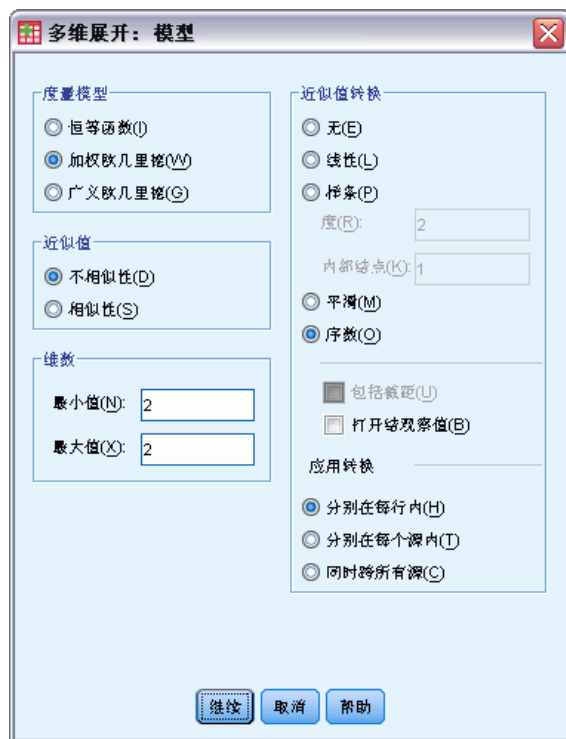 多维展开：模型
度量模型
恒等函数(I)
加权欧几里德(W)
广义欧几里德(G)
近似值
不相似性(D)
相似性(S)
维数
最小值(N): 2
最大值(X): 2
近似值转换
无(E)
线性(L)
样条(P)
度(R): 2
内部结点(K): 1
平滑(M)
序数(O)
包括截距(U)
打开结观察值(B)
应用转换
分别在每行内(H)
分别在每个源内(T)
同时跨所有源(C)
继续 取消 帮助